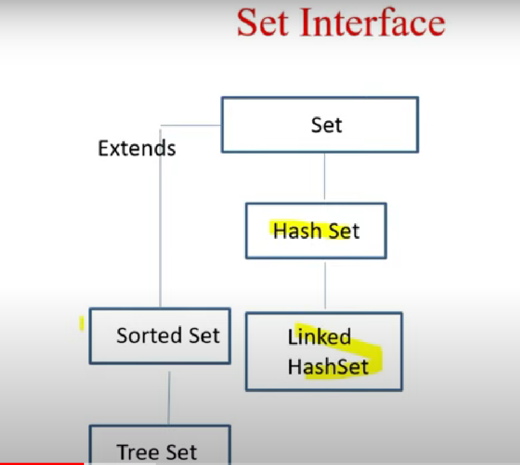 Set Interface
Set
Extends
Hash Set
Sorted Set
Linked
HashSet
Tree Set